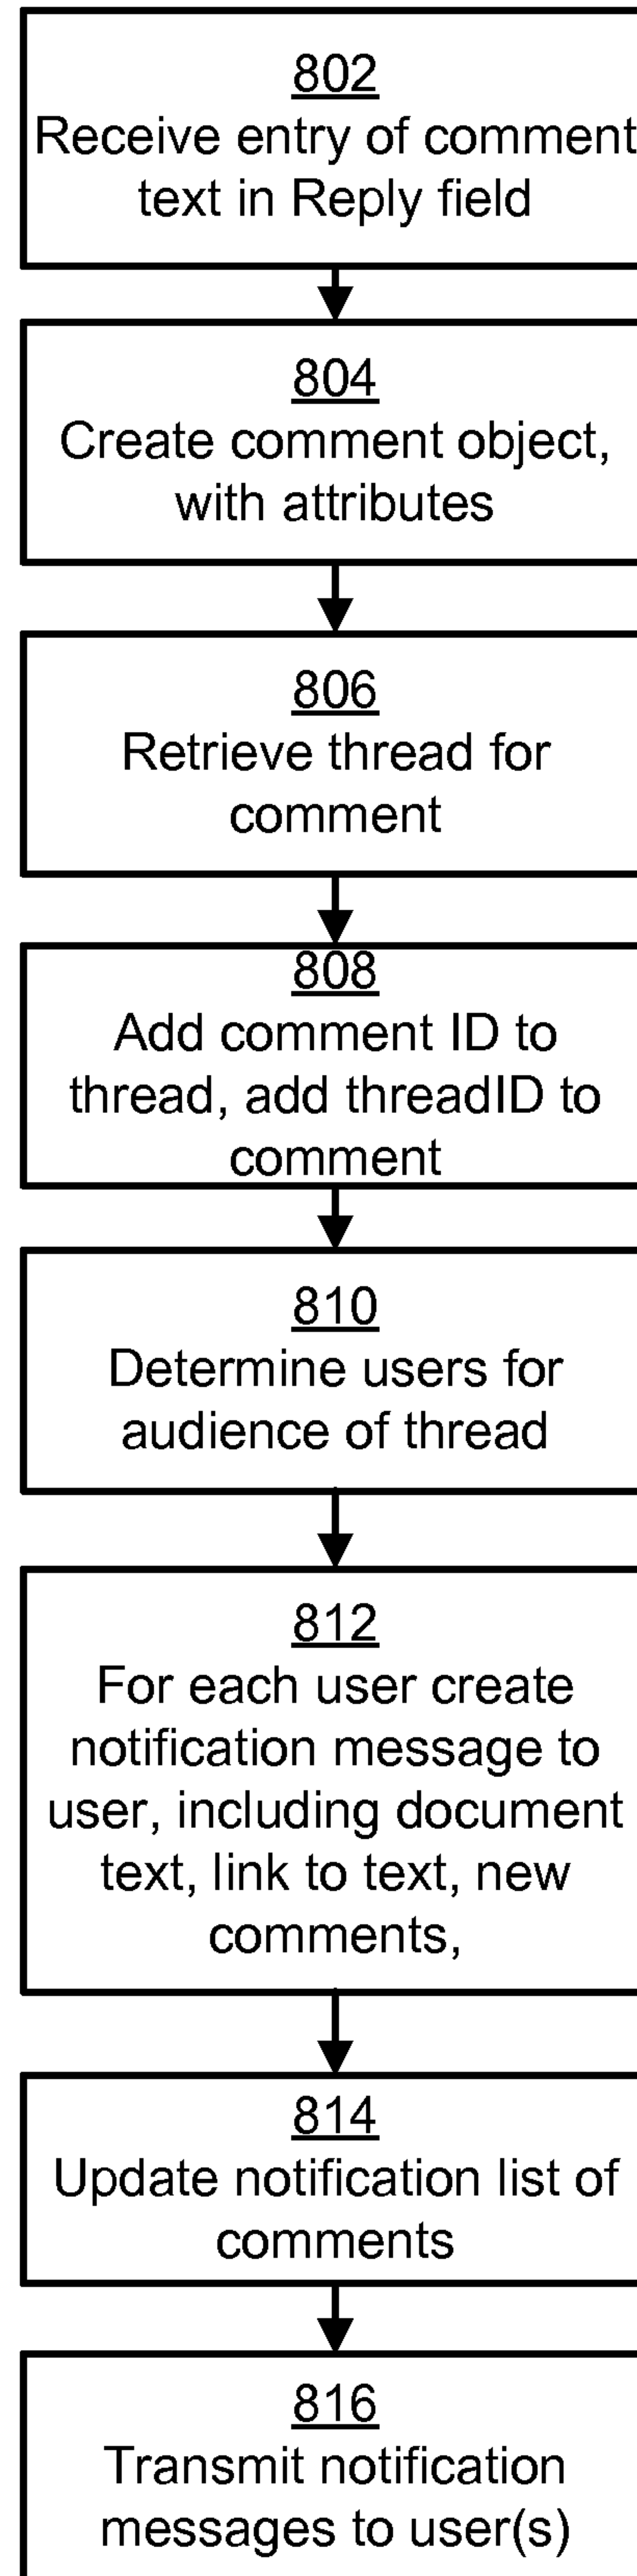 802
Receive entry of comment
text in Reply field
804
Create comment object,
with attributes
806
Retrieve thread for
comment
808
Add comment ID to
thread, add threadID to
comment
810
Determine users for
audience of thread
812
For each user create
notification message to
user, including document
text, link to text, new
comments,
814
Update notification list of
comments
816
Transmit notification
messages to user(s)